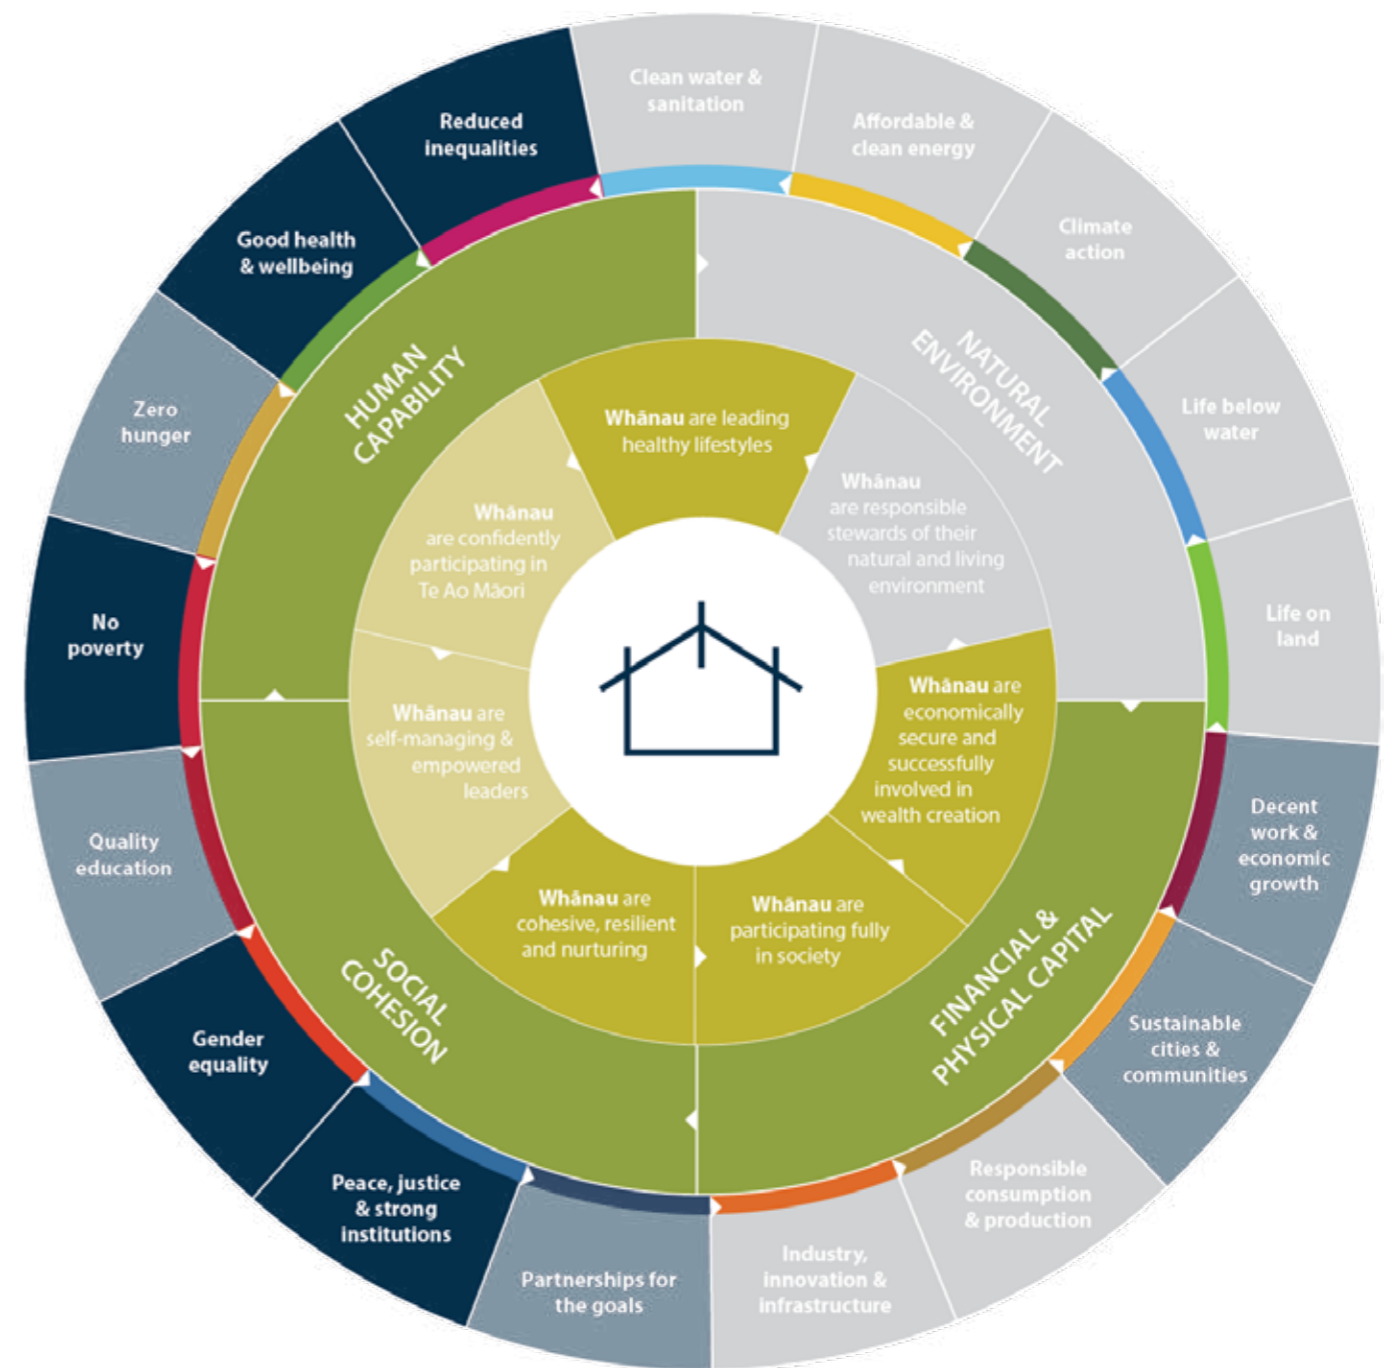 Clean water &
sanitation
Affordable &
clean energy
Climate
action
Life below
water
Life on
land
Decent
work &
economic
growth
Sustainable
cities &
communities
Responsible
consumption
& production
Industry,
innovation &
infrastructure
Partnerships for
the goals
Peace, justice
& strong
institutions
Gender
equality
Quality
education
No
poverty
Zero
hunger
Good health
& wellbeing
Reduced
inequalities
HUMAN
CAPABILITY
NATURAL
ENVIRONMENT
FINANCIAL &
PHYSICAL CAPITAL
SOCIAL
COHESION
Whānau are leading
healthy lifestyles
Whānau
are responsible
stewards of their
natural and living
environment
Whānau are
economically
secure and
successfully
involved in
wealth creation
Whānau are
participating fully
in society
Whānau are
cohesive, resilient
and nurturing
Whānau are
self-managing &
empowered
leaders
Whānau
are confidently
participating in
Te Ao Māori